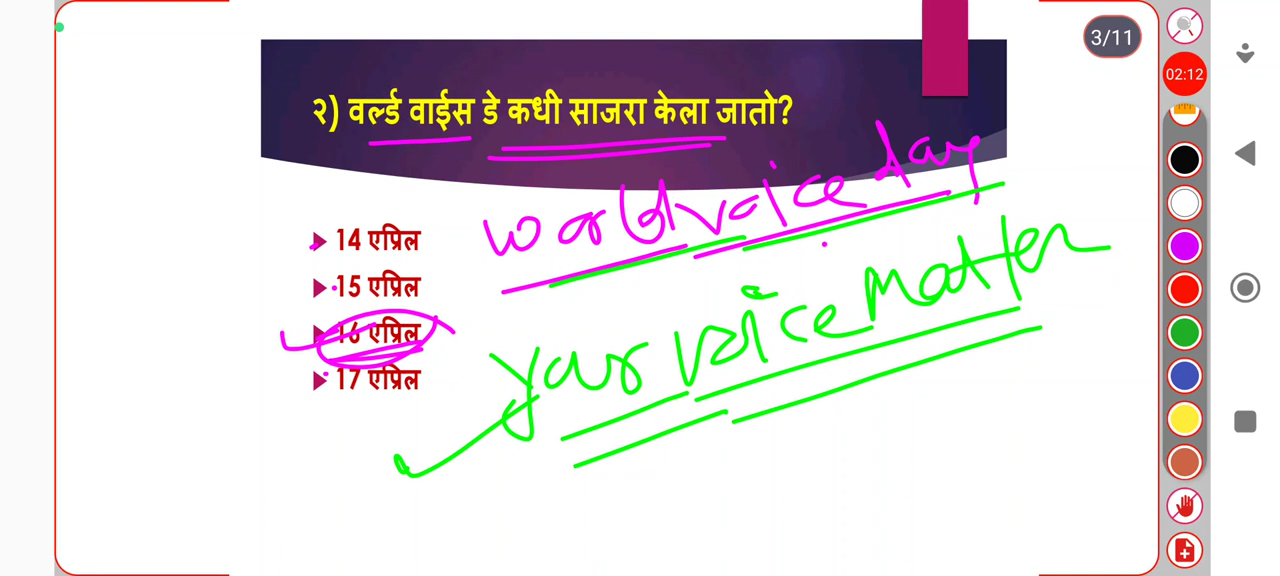 3/11
02:12
२) वर्ल्ड वाईस डे कधी साजरा केला जातो?
world voice day
14 एप्रिल
15 एप्रिल
16 एप्रिल
17 एप्रिल
your voice matter